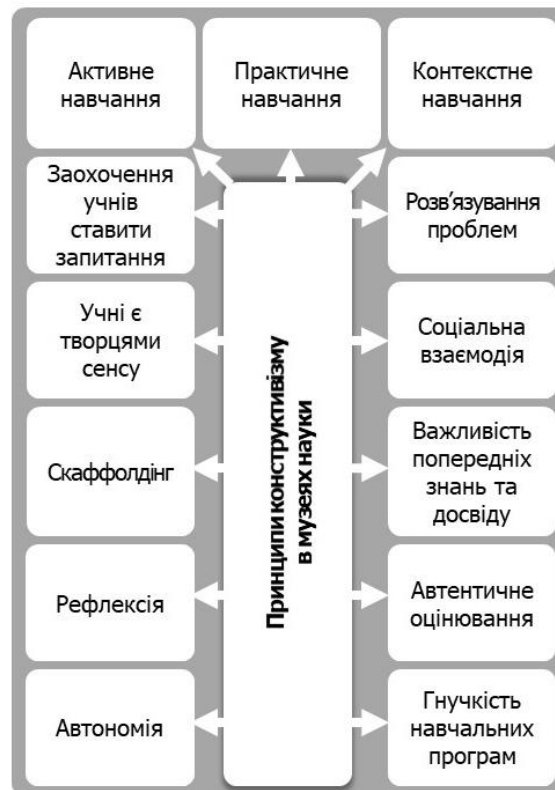 Активне
навчання
Практичне
навчання
Контекстне
навчання
Заохочення
учнів
ставити
запитання
Розв’язування
проблем
Учні є
творцями
сенсу
Соціальна
взаємодія
Скаффолдінг
Важливість
попередніх
знань та
досвіду
Рефлексія
Автентичне
оцінювання
Автономія
Гнучкість
навчальних
програм
Принципи конструктивізму
в музеях науки